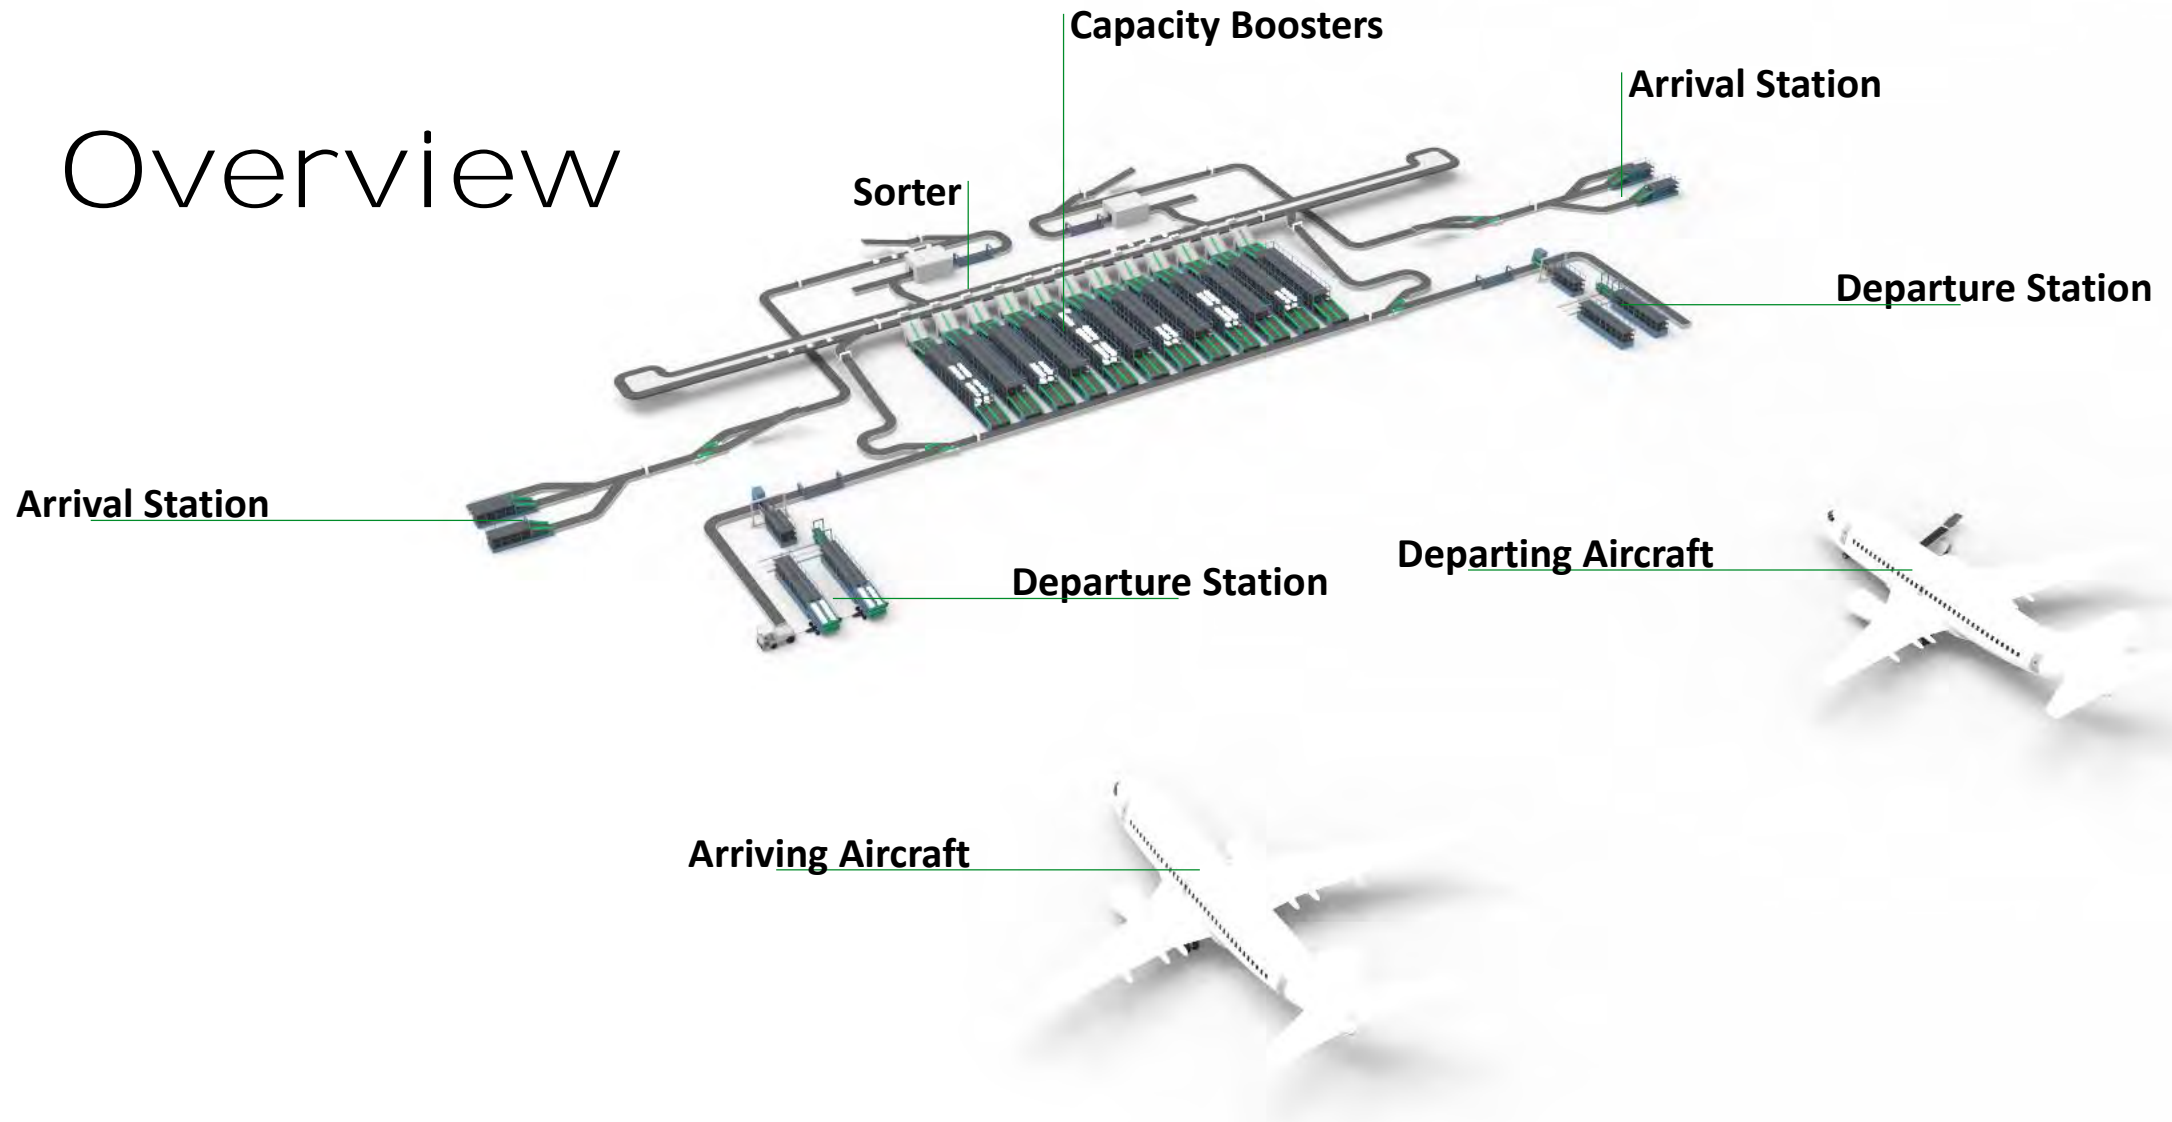 Capacity Boosters
Arrival Station
Overview
Sorter
Departure Station
Arrival Station
Departing Aircraft
Departure Station
Arriving Aircraft